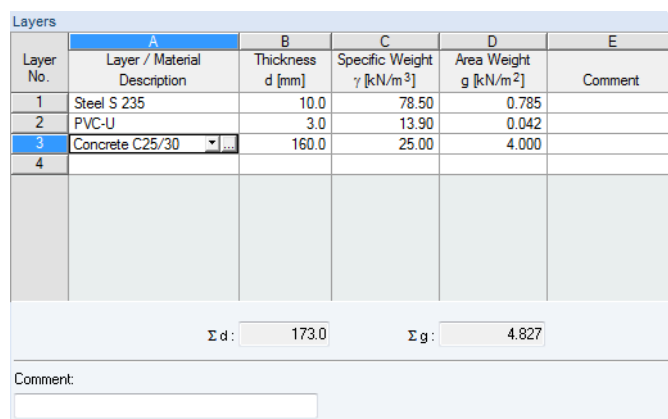 Layers
A B C D E
Layer Layer / Material Thickness Specific Weight Area Weight
No. Description d [mm] γ [kN/m³] g [kN/m²] Comment
1 Steel S 235 10.0 78.50 0.785
2 PVC-U 3.0 13.90 0.042
3 Concrete C25/30 ... 160.0 25.00 4.000
4
Σ d : 173.0 Σ g : 4.827
Comment: